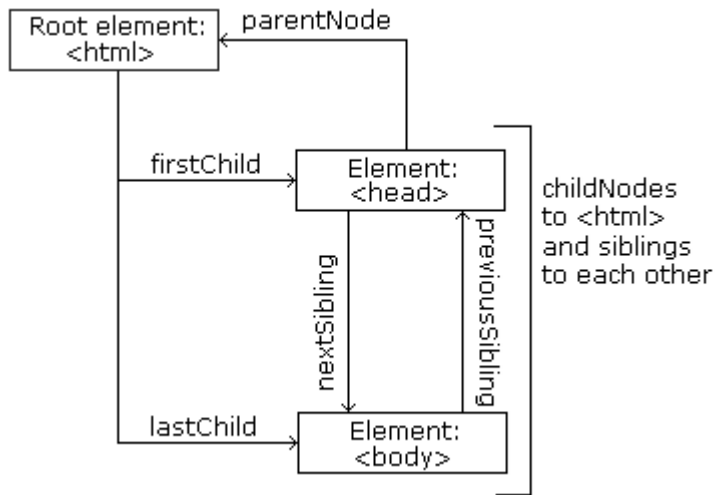 Root element:
<html>
parentNode
firstChild
Element:
<head>
childNodes
to <html>
and siblings
to each other
nextSibling
previousSibling
lastChild
Element:
<body>